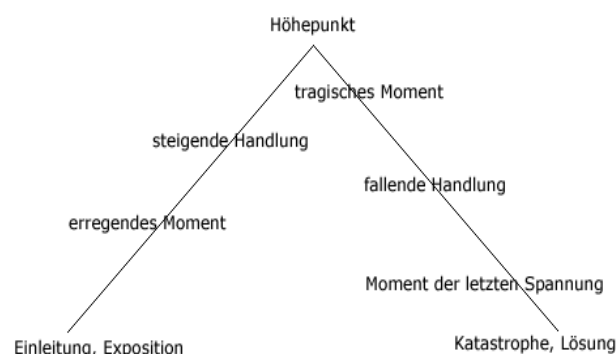 Höhepunkt
tragisches Moment
steigende Handlung
fallende Handlung
erregendes Moment
Moment der letzten Spannung
Einleitung, Exposition
Katastrophe, Lösung